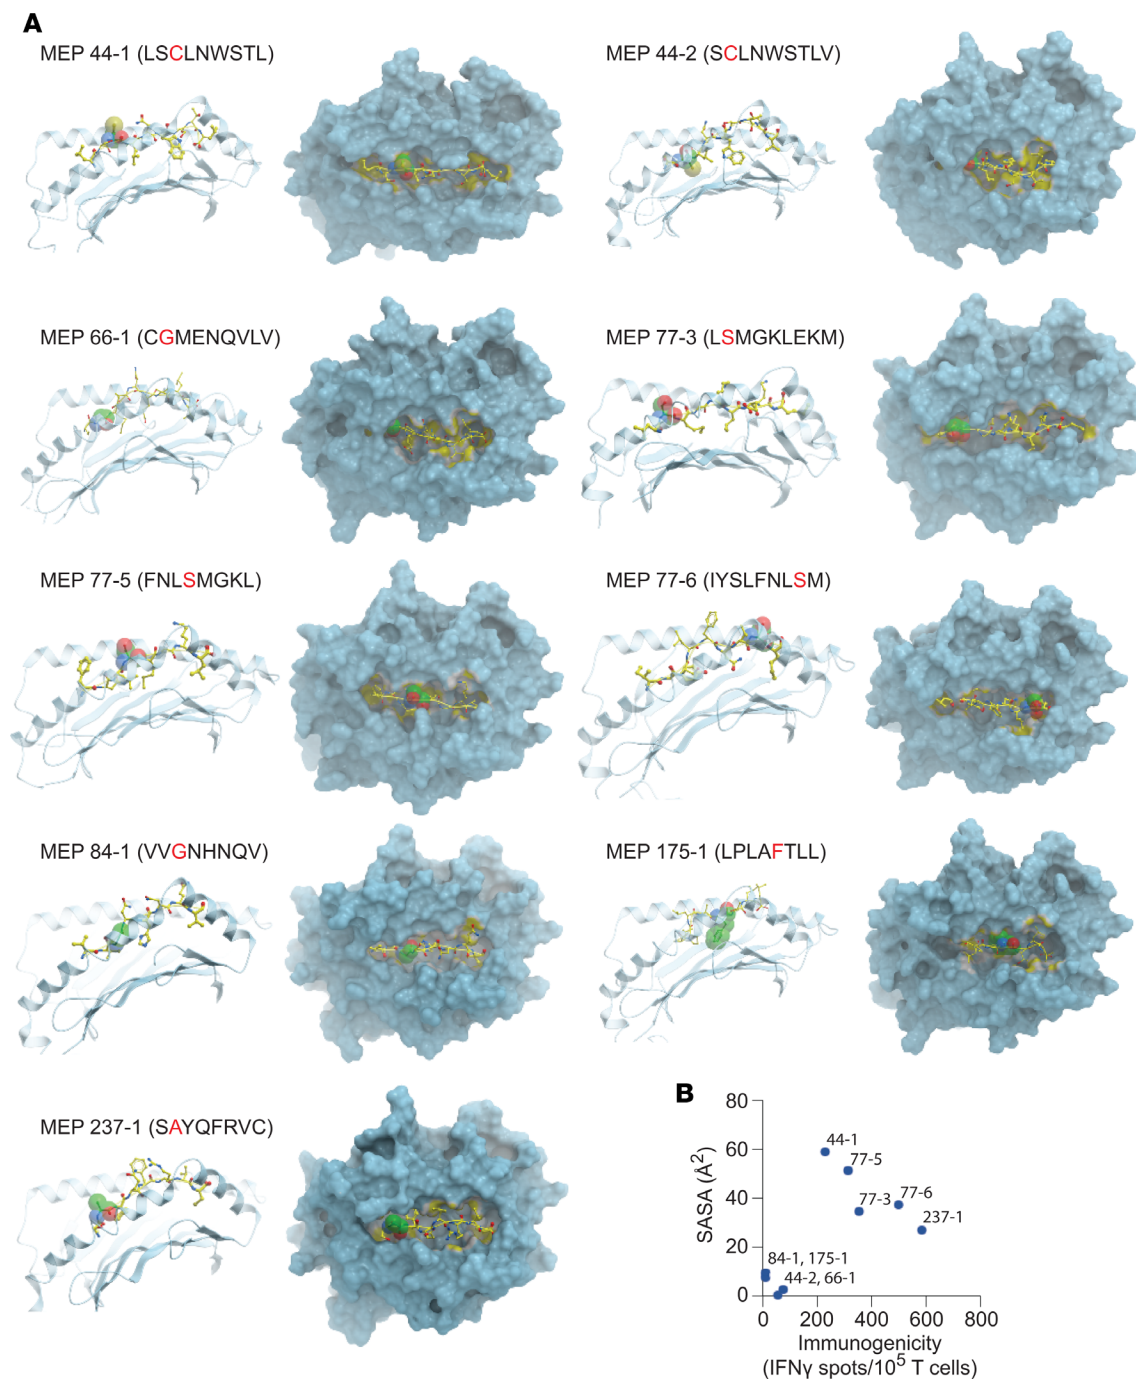 A
MEP 44-1 (LSCLNWSTL)
MEP 44-2 (SCLNWSTLV)
MEP 66-1 (CGMENQVLV)
MEP 77-3 (LSMGKLEKM)
MEP 77-5 (FNLSMGKL)
MEP 77-6 (IYSLFNLSM)
MEP 84-1 (VVGNHNQV)
MEP 175-1 (LPLAFTLL)
MEP 237-1 (SAYQFRVC)
B
80
60
40
20
0
SASA (Å²)
44-1
77-5
77-3
77-6
237-1
84-1, 175-1
44-2, 66-1
0 200 400 600 800
Immunogenicity
(IFNγ spots/10⁵ T cells)